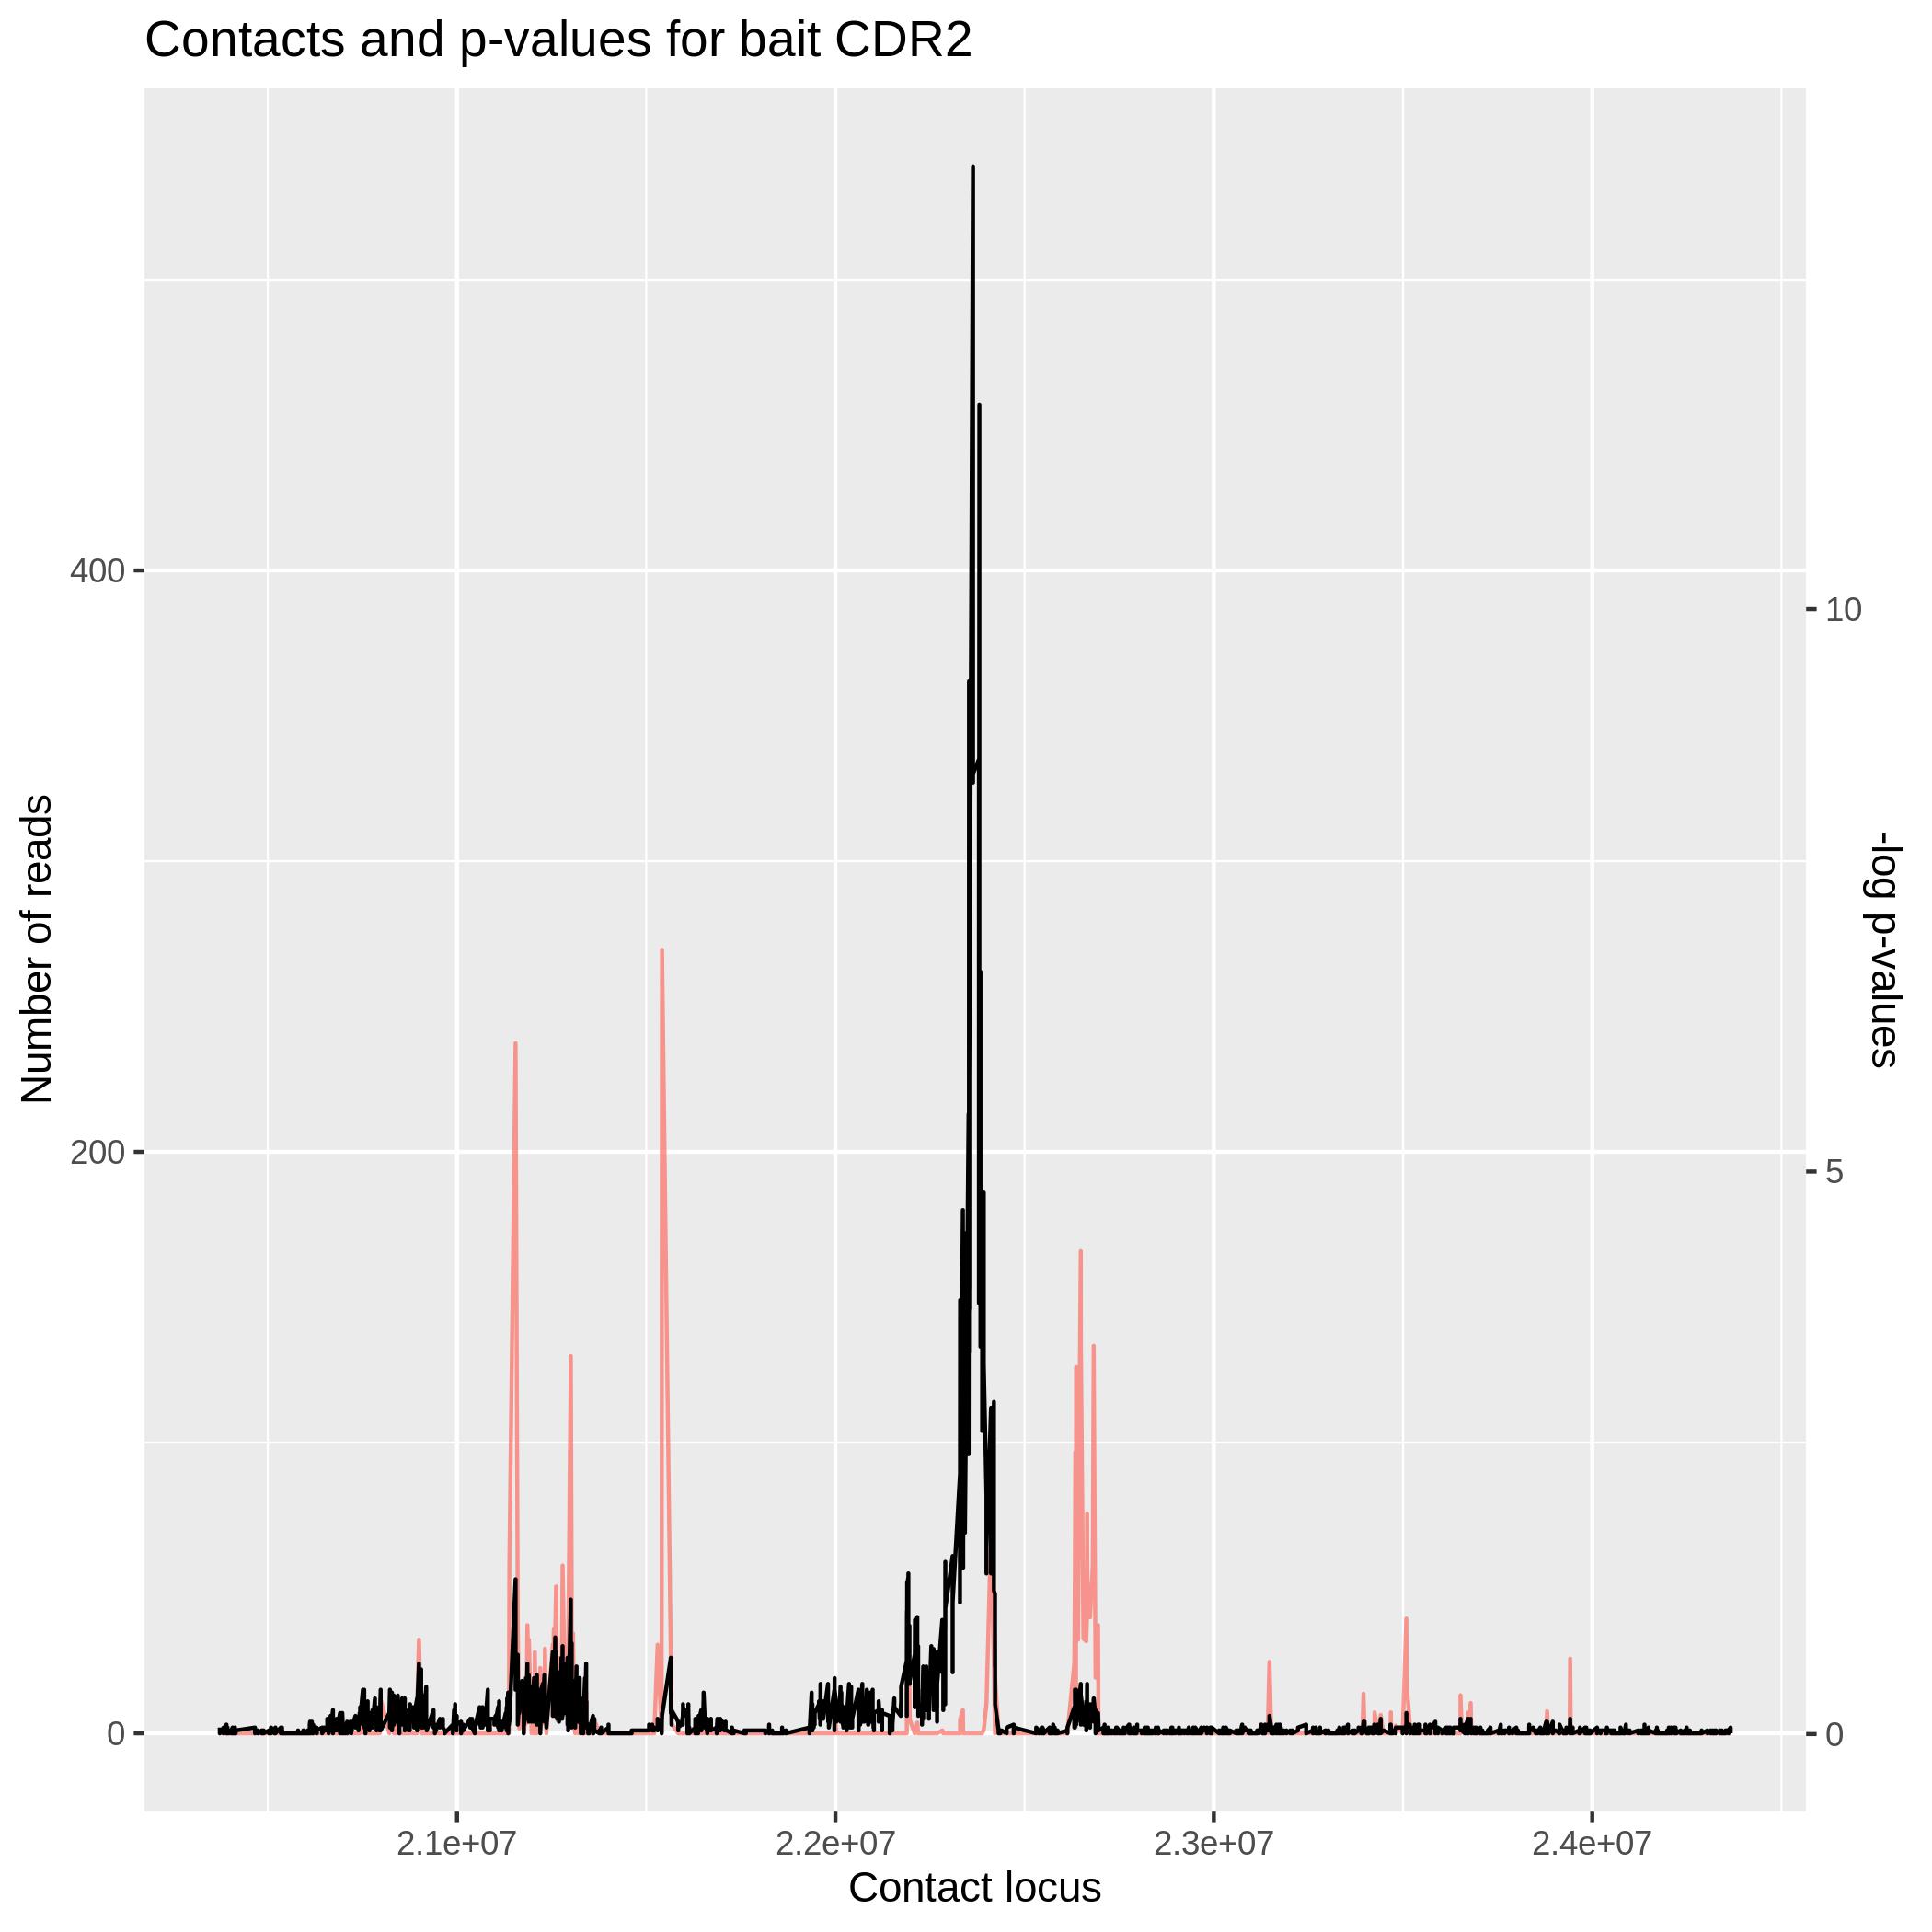 Contacts and p-values for bait CDR2
Number of reads
400
200
0
10
5
0
-log p-values
2.1e+07 2.2e+07 2.3e+07 2.4e+07
Contact locus